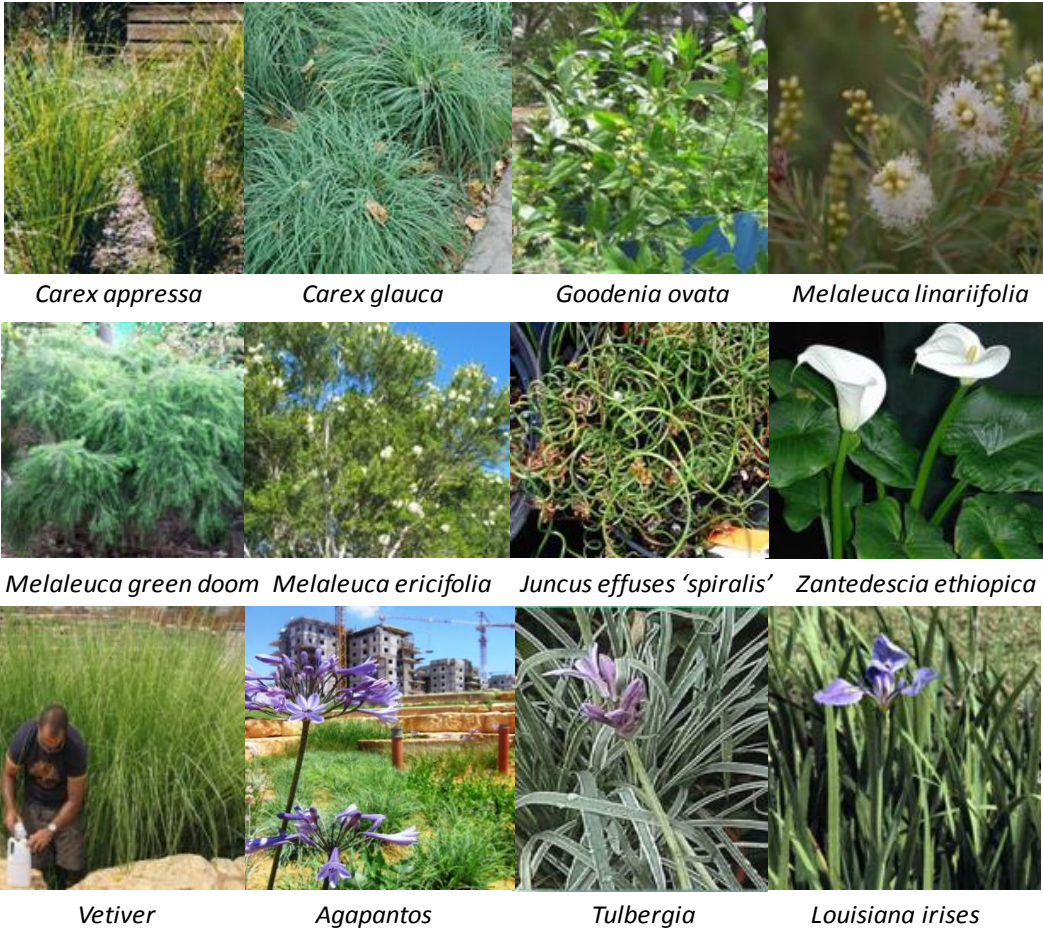 Carex appressa
Carex glauca
Goodenia ovata
Melaleuca linariifolia
Melaleuca green doom
Melaleuca ericifolia
Juncus effuses ‘spiralis’
Zantedescia ethiopica
Vetiver
Agapantos
Tulbergia
Louisiana irises